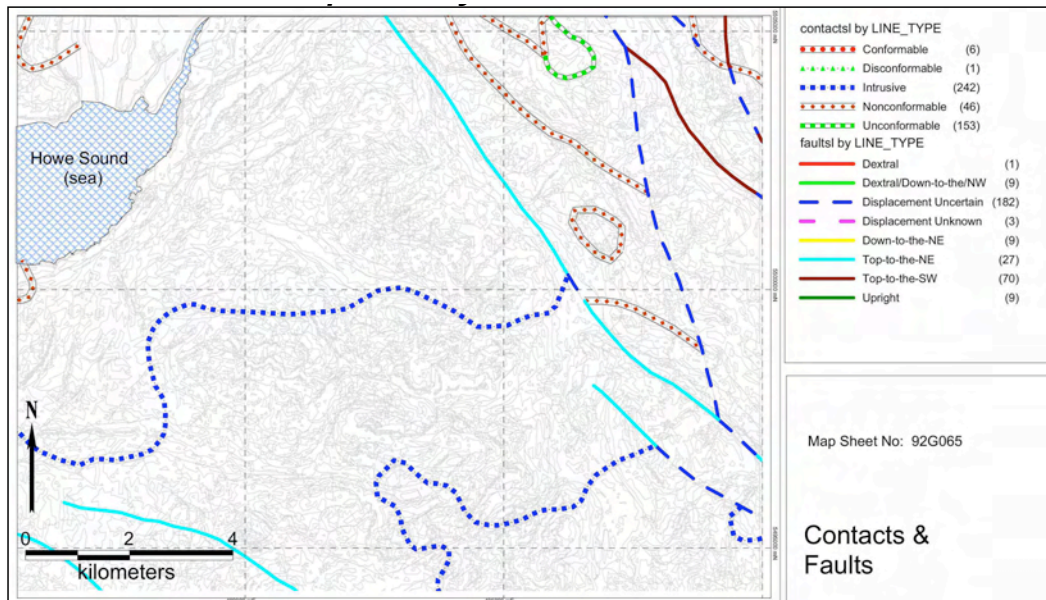 Howe Sound
(sea)
N
0 2 4
kilometers
contactsl by LINE_TYPE
Conformable (6)
Disconformable (1)
Intrusive (242)
Nonconformable (46)
Unconformable (153)
faultsl by LINE_TYPE
Dextral (1)
Dextral/Down-to-the/NW (9)
Displacement Uncertain (182)
Displacement Unknown (3)
Down-to-the-NE (9)
Top-to-the-NE (27)
Top-to-the-SW (70)
Upright (9)
Map Sheet No: 92G065
Contacts &
Faults